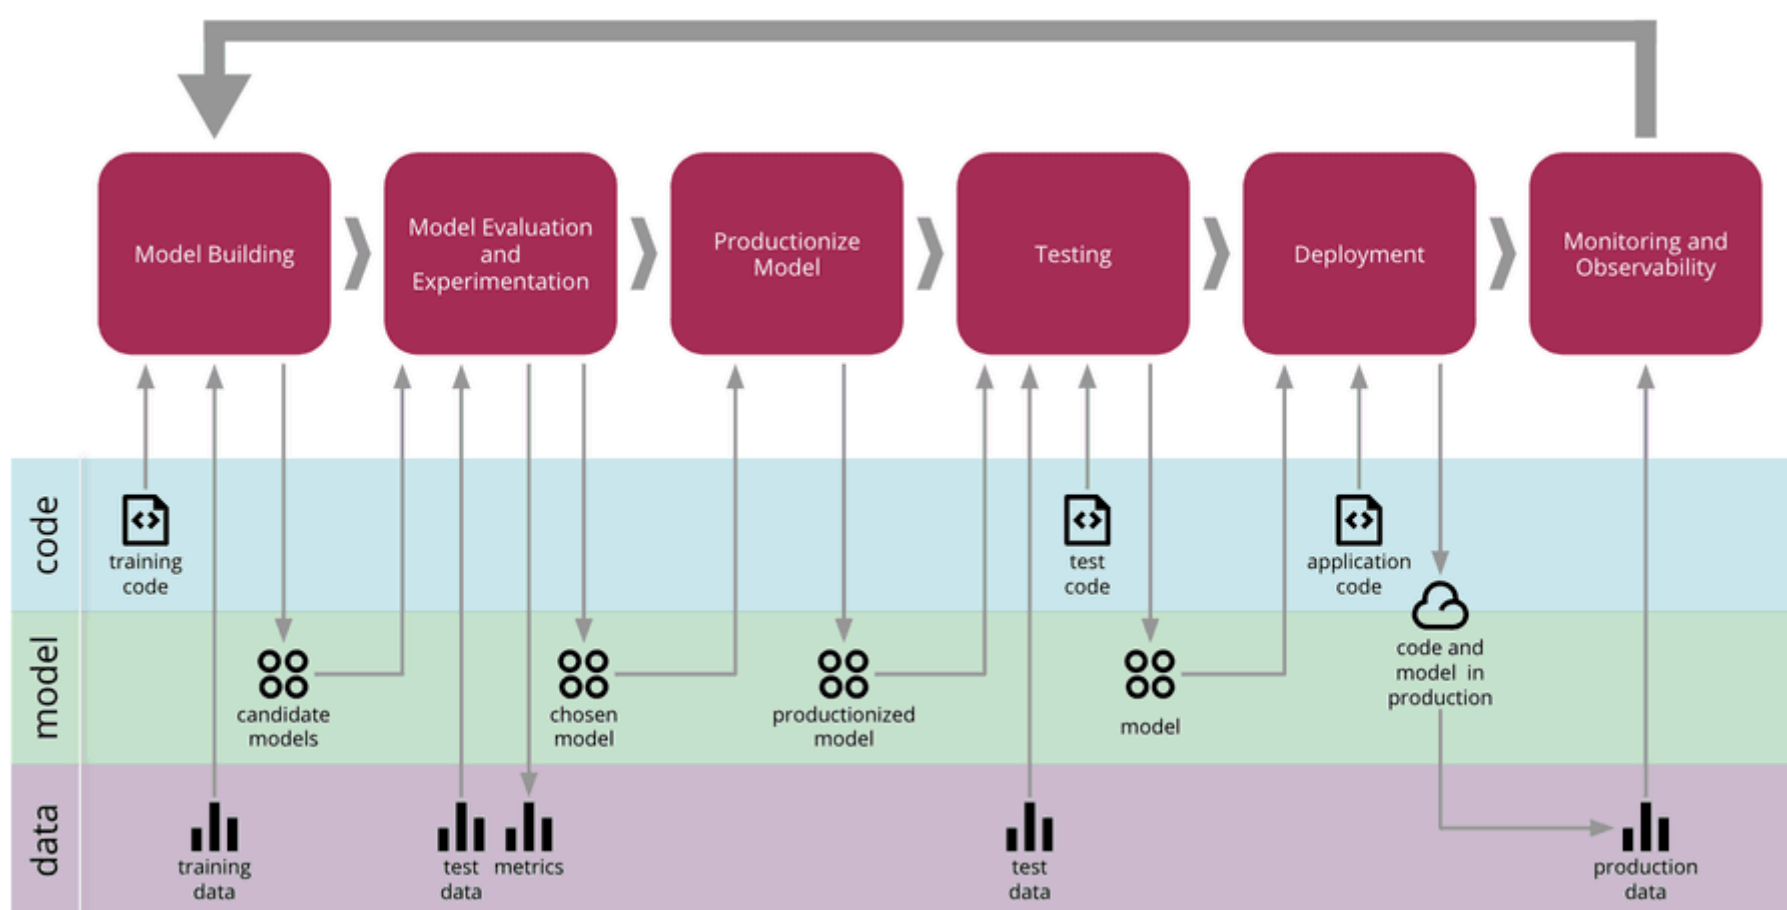 Model Building
Model Evaluation
and
Experimentation
Productionize
Model
Testing
Deployment
Monitoring and
Observability
code
training
code
test
code
application
code
model
candidate
models
chosen
model
productionized
model
model
code and
model in
production
data
training
data
test
data
metrics
test
data
production
data